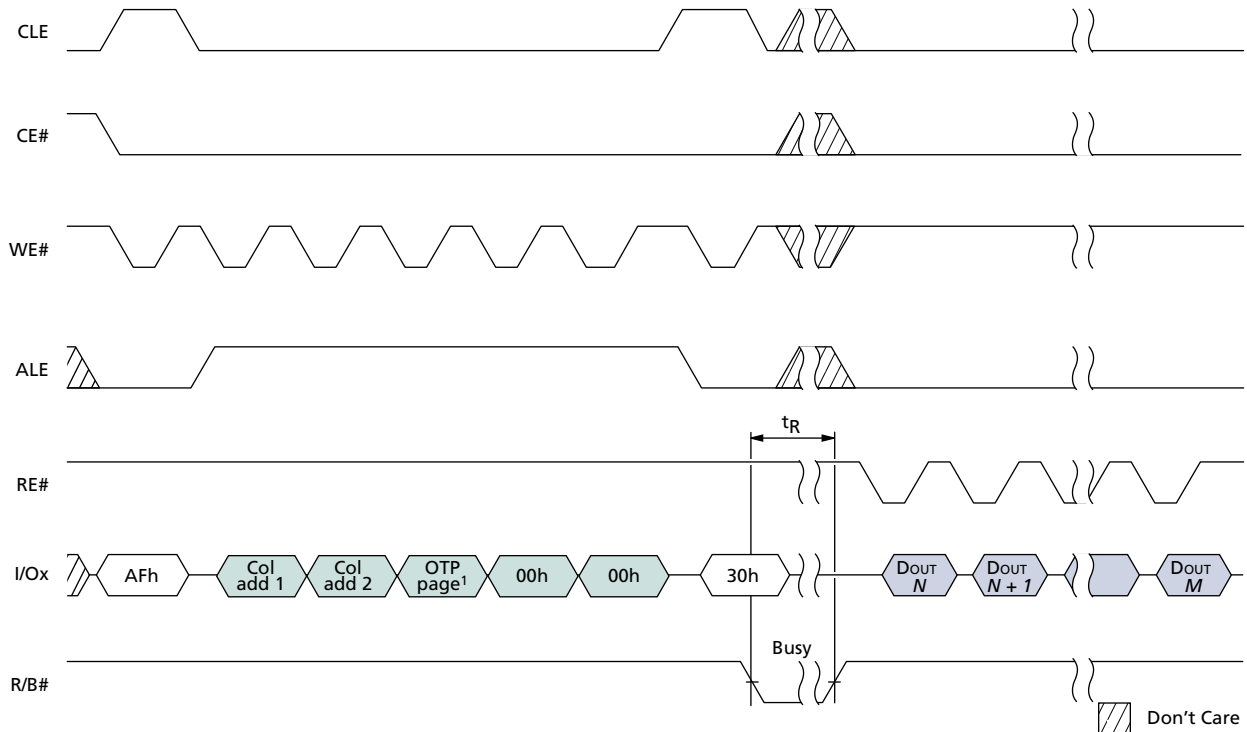 CLE
CE#
WE#
ALE
tR
RE#
I/Ox
AFh
Col
add 1
Col
add 2
OTP
page¹
00h
00h
30h
DOUT
N
DOUT
N + 1
DOUT
M
Busy
R/B#
Don't Care